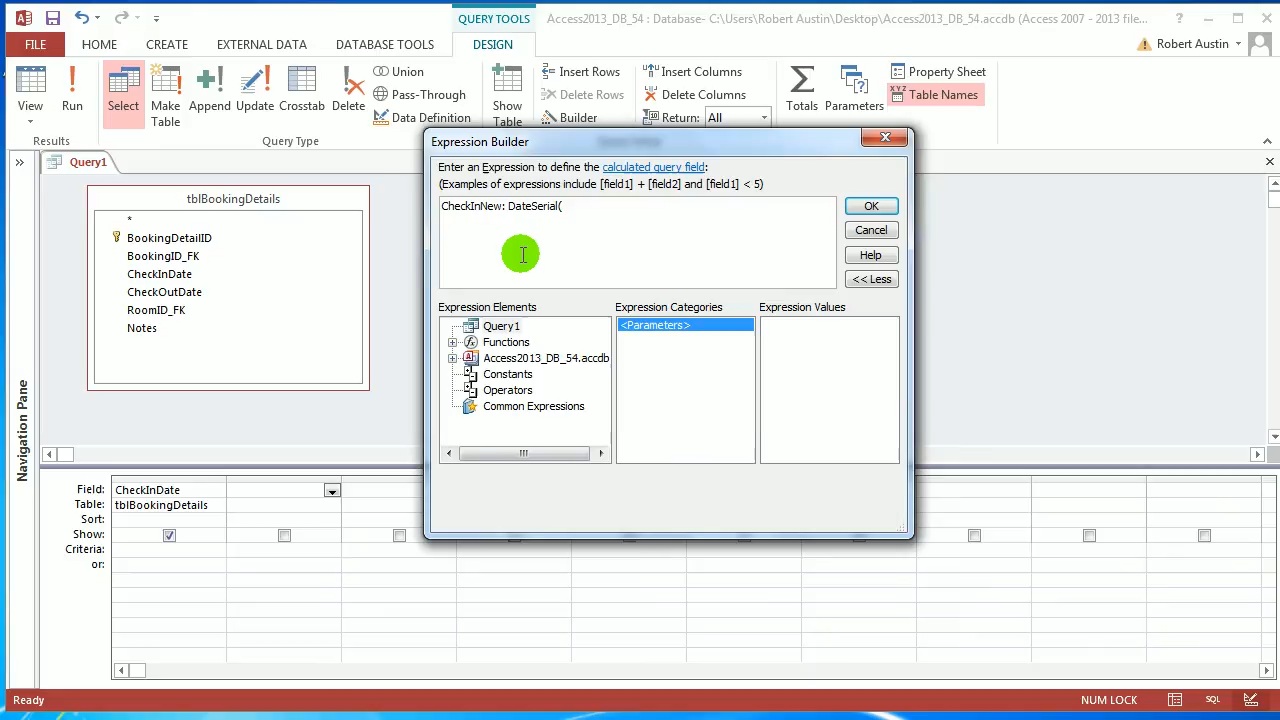 QUERY TOOLS
Access2013_DB_54 : Database- C:\Users\Robert Austin\Desktop\Access2013_DB_54.accdb (Access 2007 - 2013 file...
?
FILE
HOME
CREATE
EXTERNAL DATA
DATABASE TOOLS
DESIGN
Robert Austin
View
Run
Select
Make Table
Append
Update
Crosstab
Delete
Union
Pass-Through
Data Definition
Show Table
Insert Rows
Delete Rows
Builder
Insert Columns
Delete Columns
Return: All
Totals
Parameters
Property Sheet
Table Names
Results
Query Type
Query1
tblBookingDetails
*
BookingDetailID
BookingID_FK
CheckInDate
CheckOutDate
RoomID_FK
Notes
Navigation Pane
Expression Builder
Enter an Expression to define the calculated query field:
(Examples of expressions include [field1] + [field2] and [field1] < 5)
CheckInNew: DateSerial(
OK
Cancel
Help
<< Less
Expression Elements
Expression Categories
Expression Values
Query1
Functions
Access2013_DB_54.accdb
Constants
Operators
Common Expressions
<Parameters>
Field: CheckInDate
Table: tblBookingDetails
Sort:
Show:
Criteria:
or:
Ready
NUM LOCK
SQL